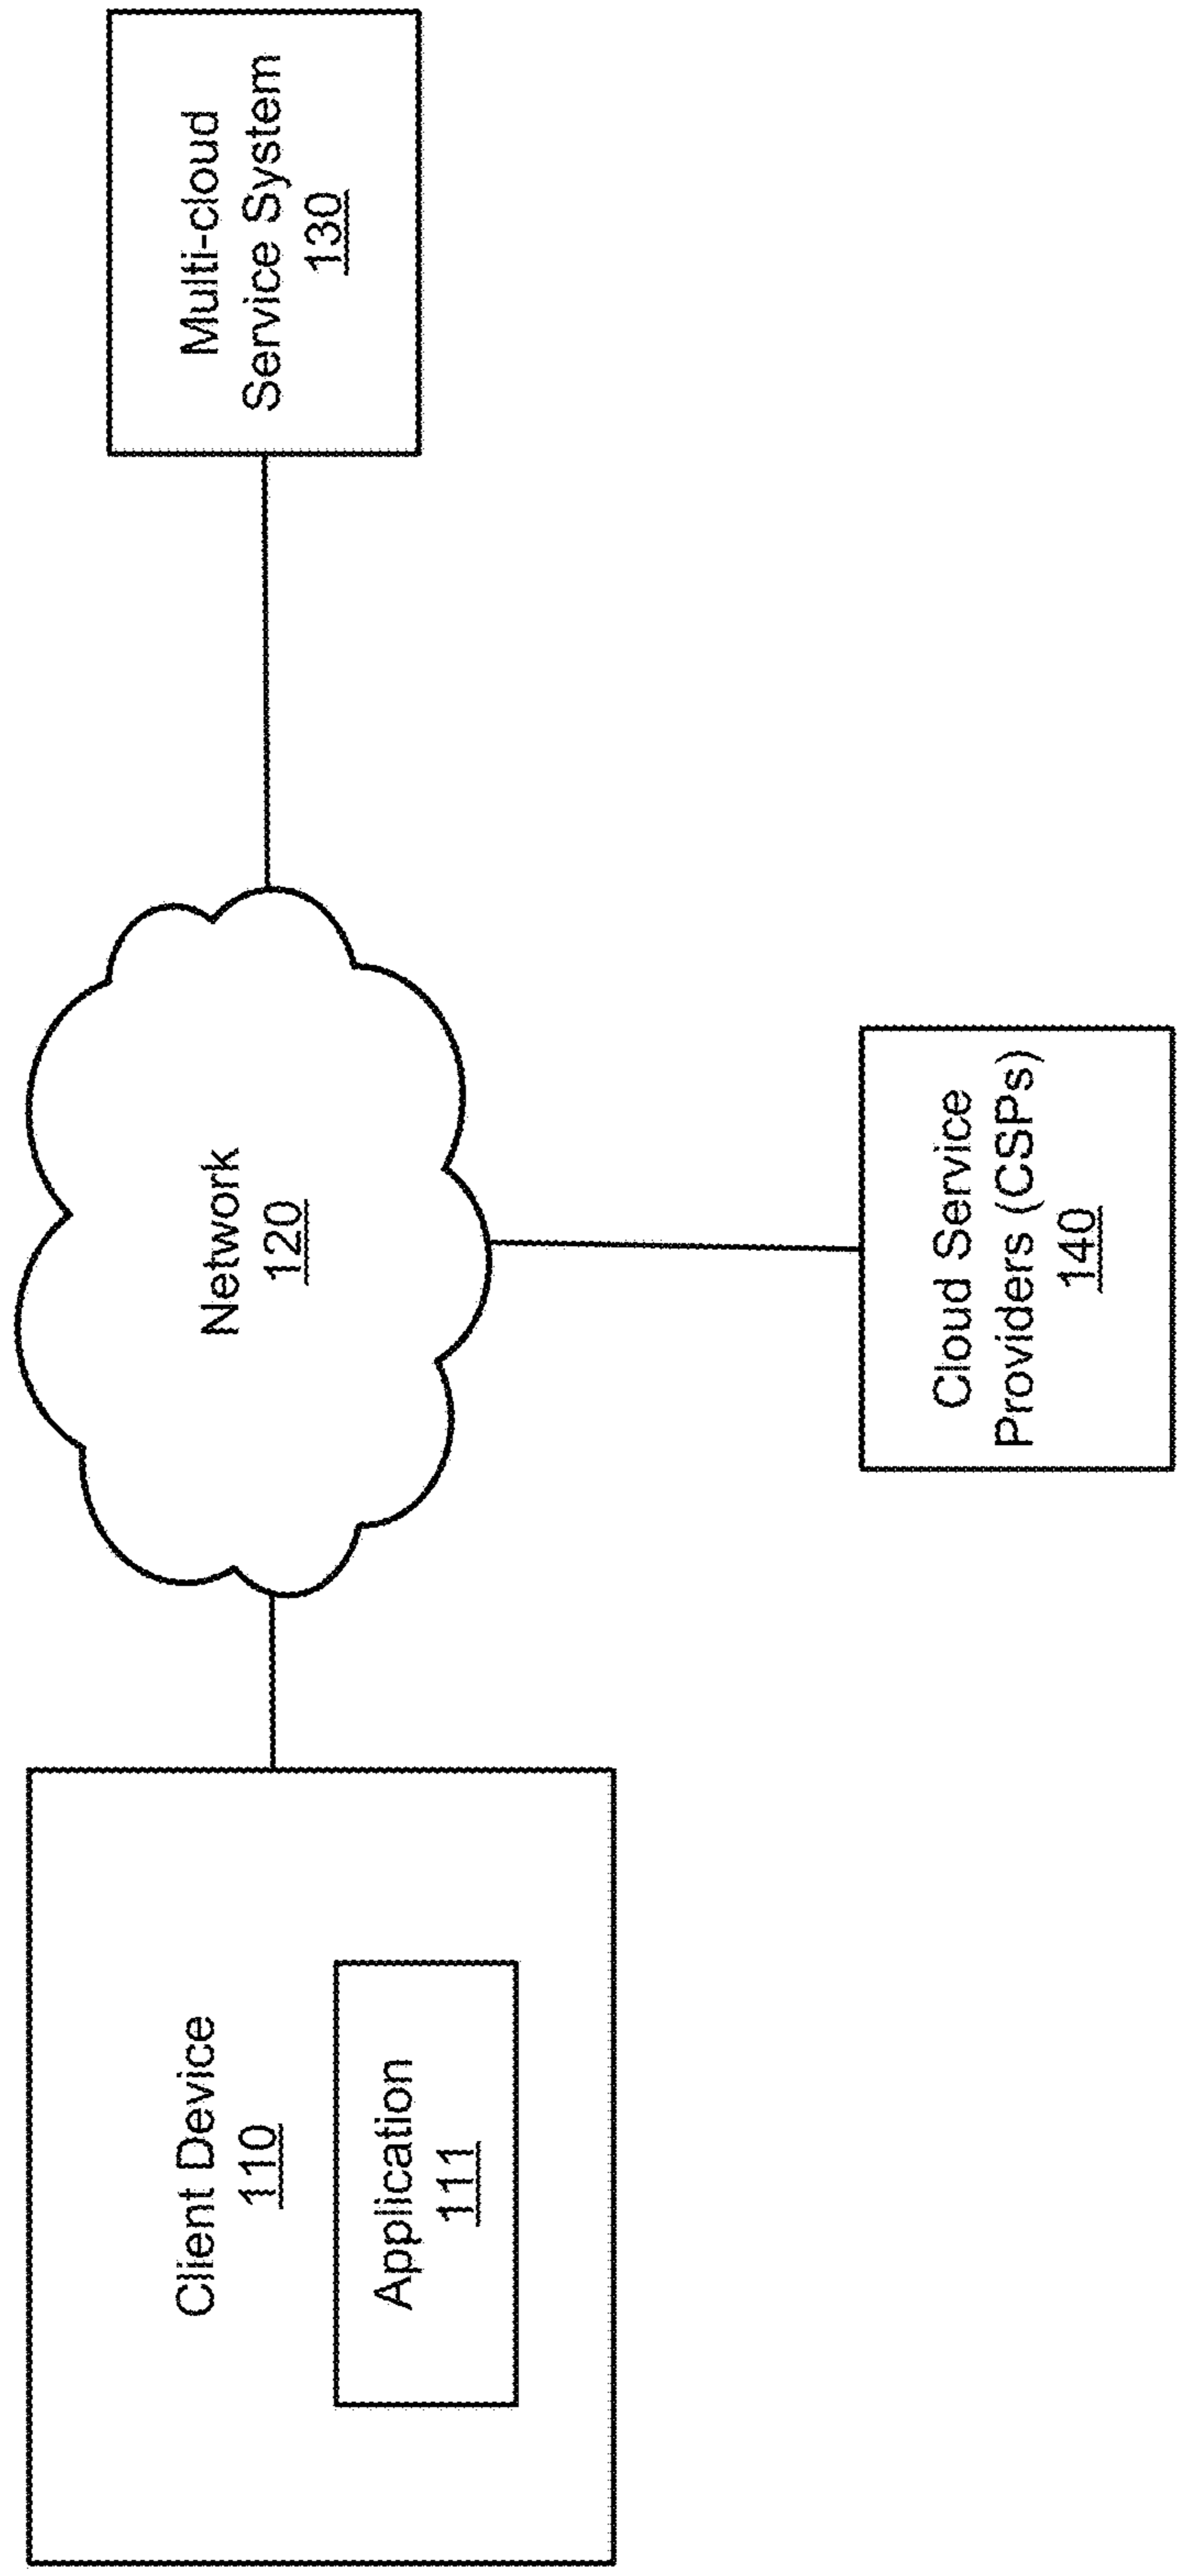 Client Device
110
Application
111
Network
120
Multi-cloud
Service System
130
Cloud Service
Providers (CSPs)
140